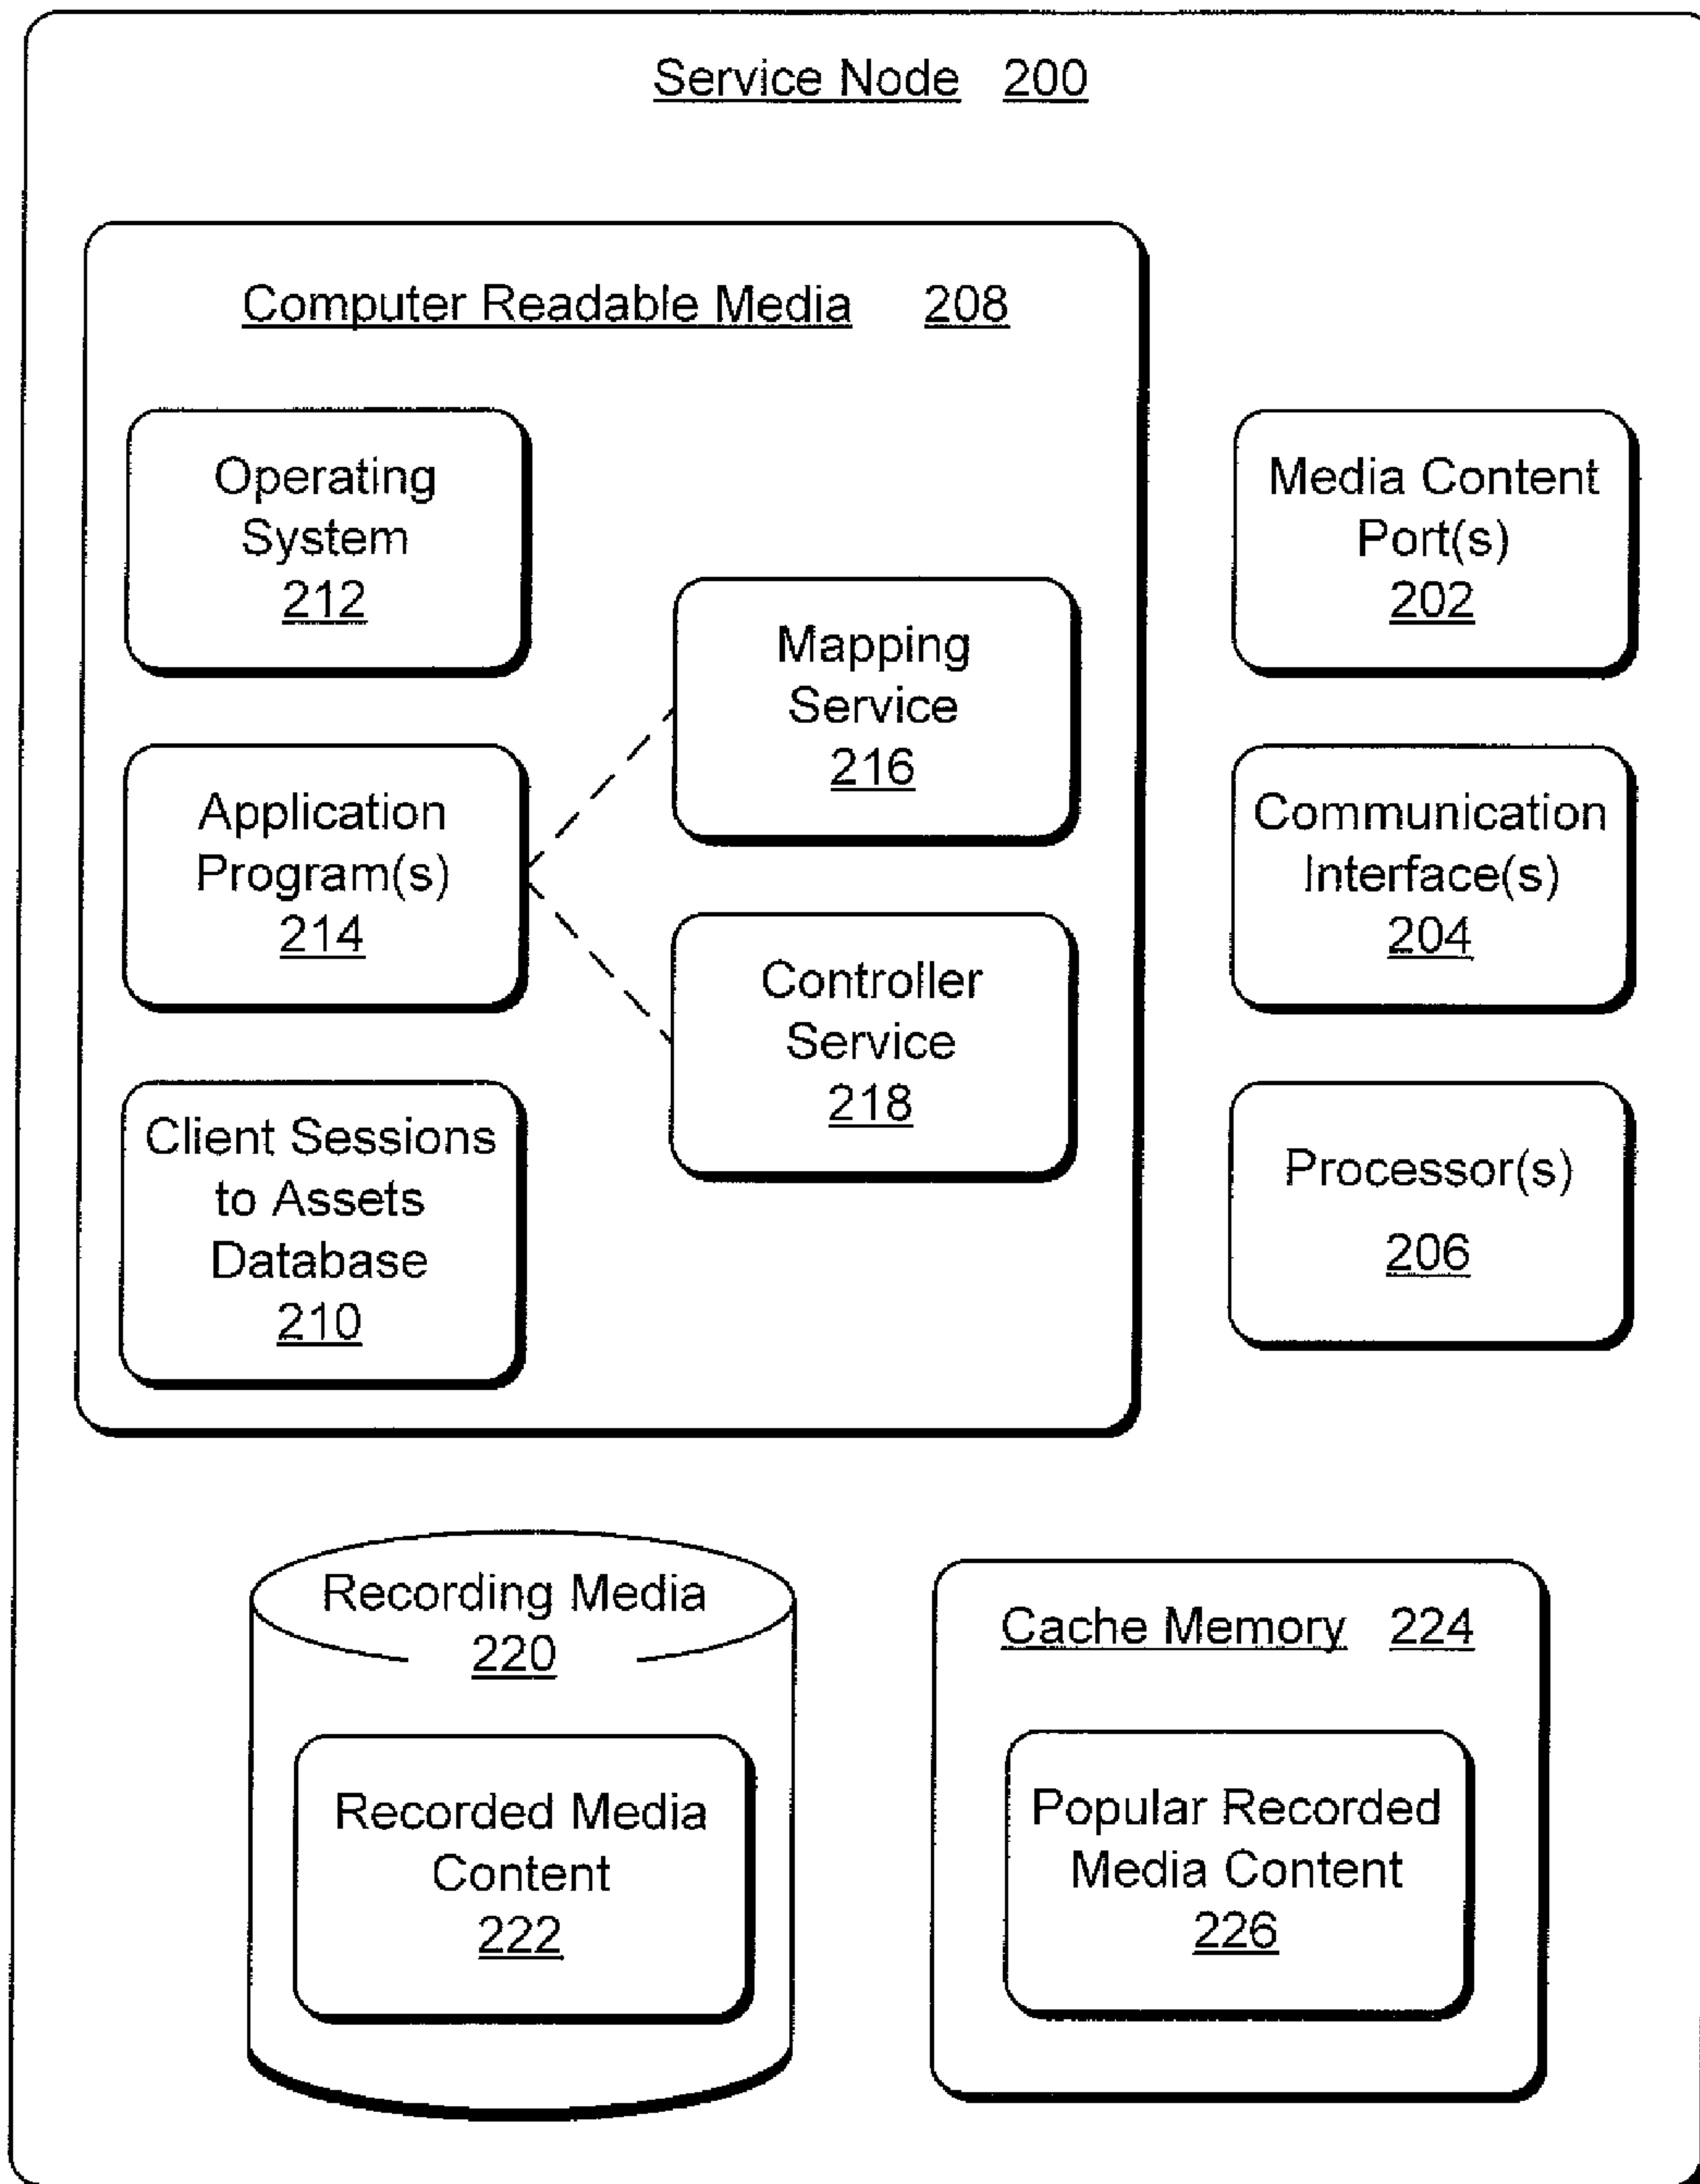 Service Node 200
Computer Readable Media 208
Operating
System
212
Application
Program(s)
214
Client Sessions
to Assets
Database
210
Mapping
Service
216
Controller
Service
218
Media Content
Port(s)
202
Communication
Interface(s)
204
Processor(s)
206
Recording Media
220
Recorded Media
Content
222
Cache Memory 224
Popular Recorded
Media Content
226